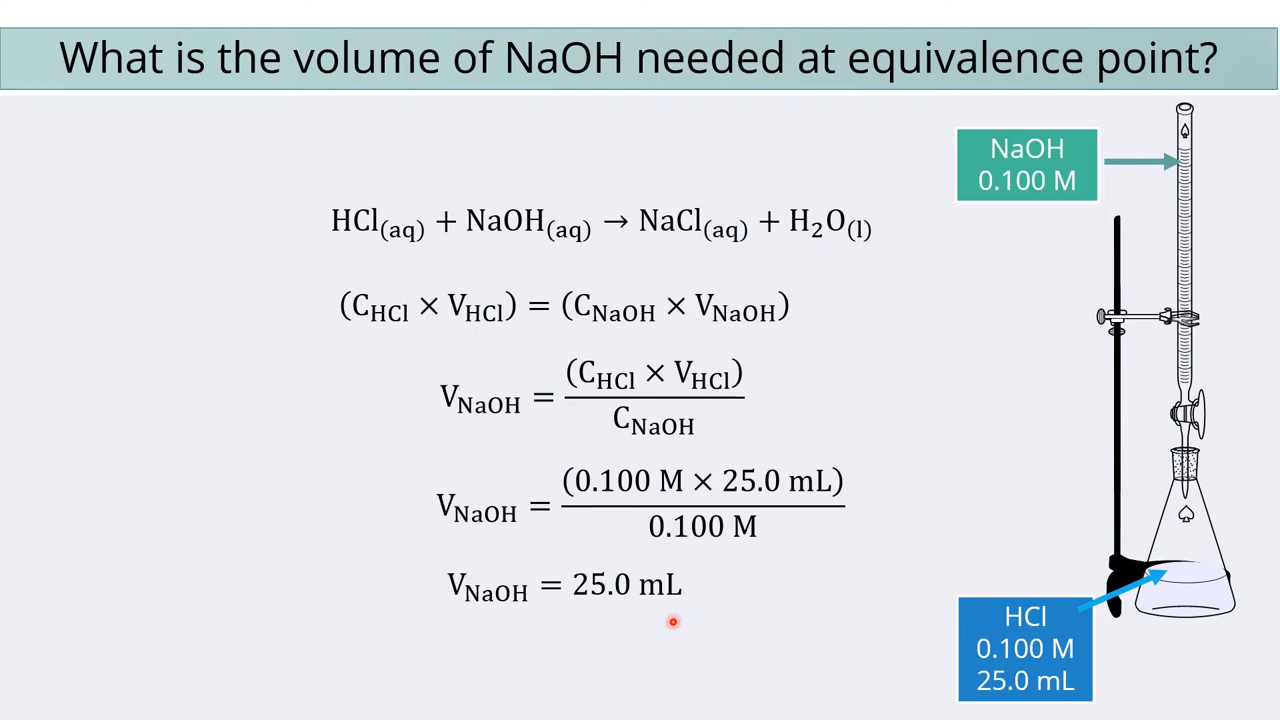 What is the volume of NaOH needed at equivalence point?
NaOH
0.100 M
HCl(aq) + NaOH(aq) → NaCl(aq) + H₂O(l)
(C_HCl × V_HCl) = (C_NaOH × V_NaOH)
V_NaOH = (C_HCl × V_HCl) / C_NaOH
V_NaOH = (0.100 M × 25.0 mL) / 0.100 M
V_NaOH = 25.0 mL
HCl
0.100 M
25.0 mL